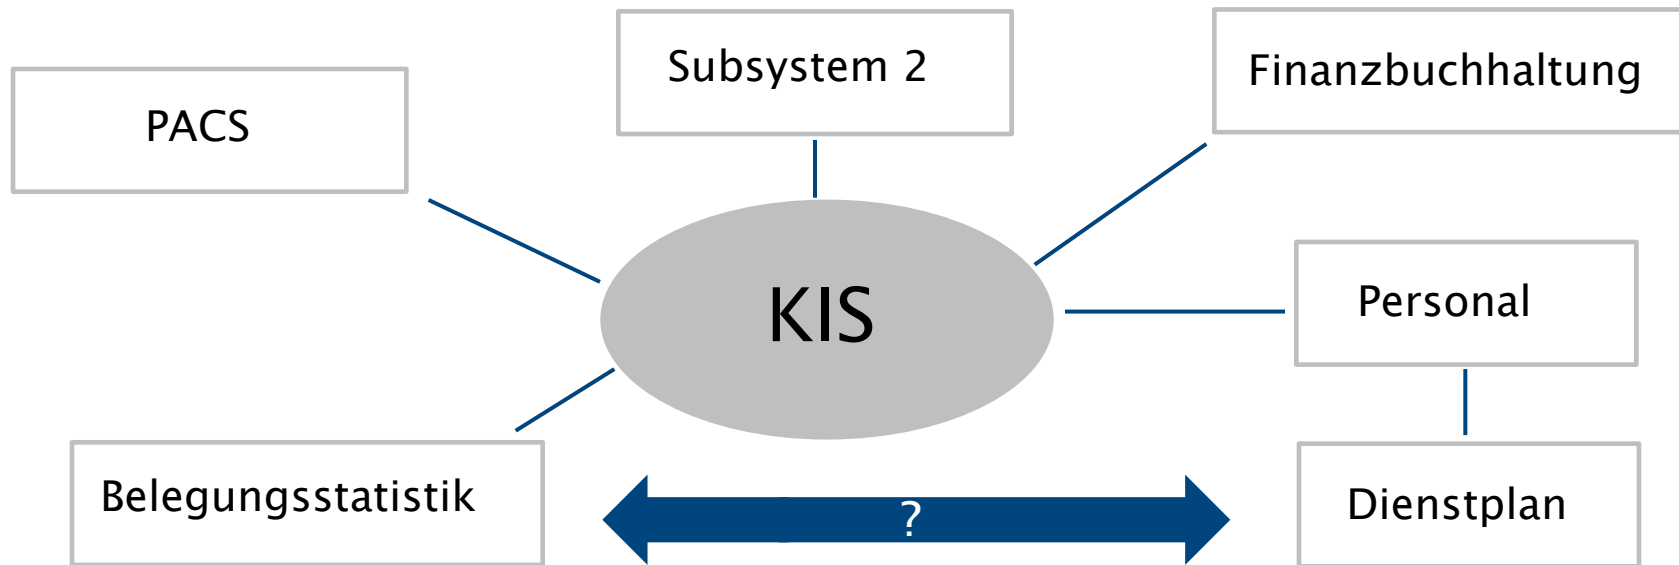 Subsystem 2
Finanzbuchhaltung
PACS
KIS
Personal
Belegungsstatistik
?
Dienstplan